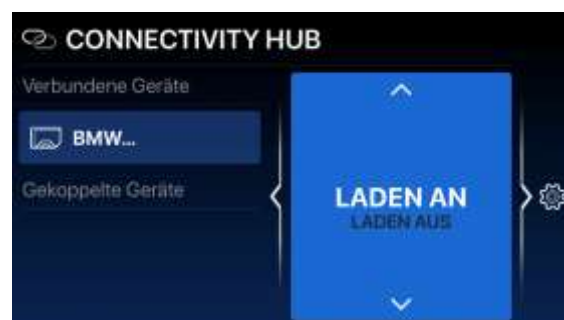 CONNECTIVITY HUB
Verbundene Geräte
BMW...
Gekoppelte Geräte
LADEN AN
LADEN AUS